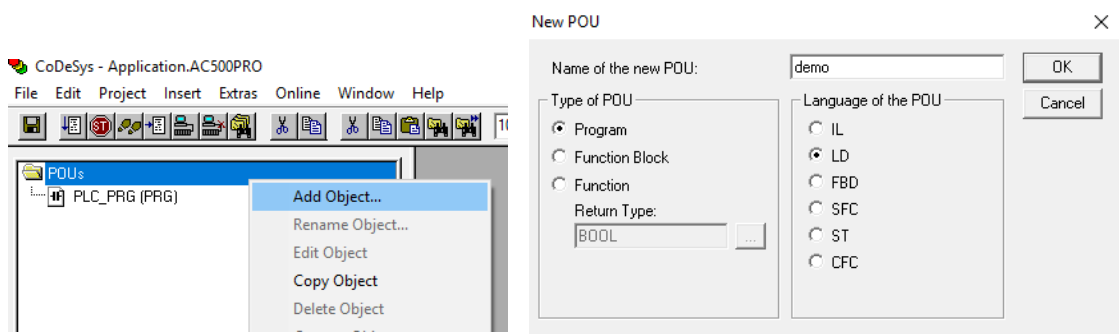 CoDeSys - Application.AC500PRO
File Edit Project Insert Extras Online Window Help
POUs
PLC_PRG (PRG)
Add Object...
Rename Object...
Edit Object
Copy Object
Delete Object
New POU
Name of the new POU:
demo
OK
Cancel
Type of POU
Program
Function Block
Function
Return Type:
BOOL
...
Language of the POU
IL
LD
FBD
SFC
ST
CFC